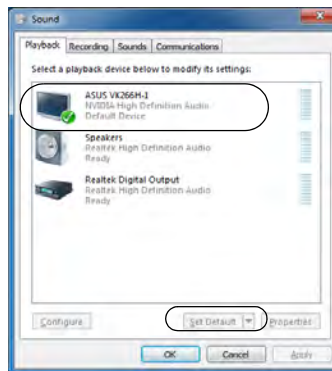 Sound
Playback Recording Sounds Communications
Select a playback device below to modify its settings:
ASUS VK266H-1
NVIDIA High Definition Audio
Default Device
Speakers
Realtek High Definition Audio
Ready
Realtek Digital Output
Realtek High Definition Audio
Ready
Configure Set Default Properties
OK Cancel Apply